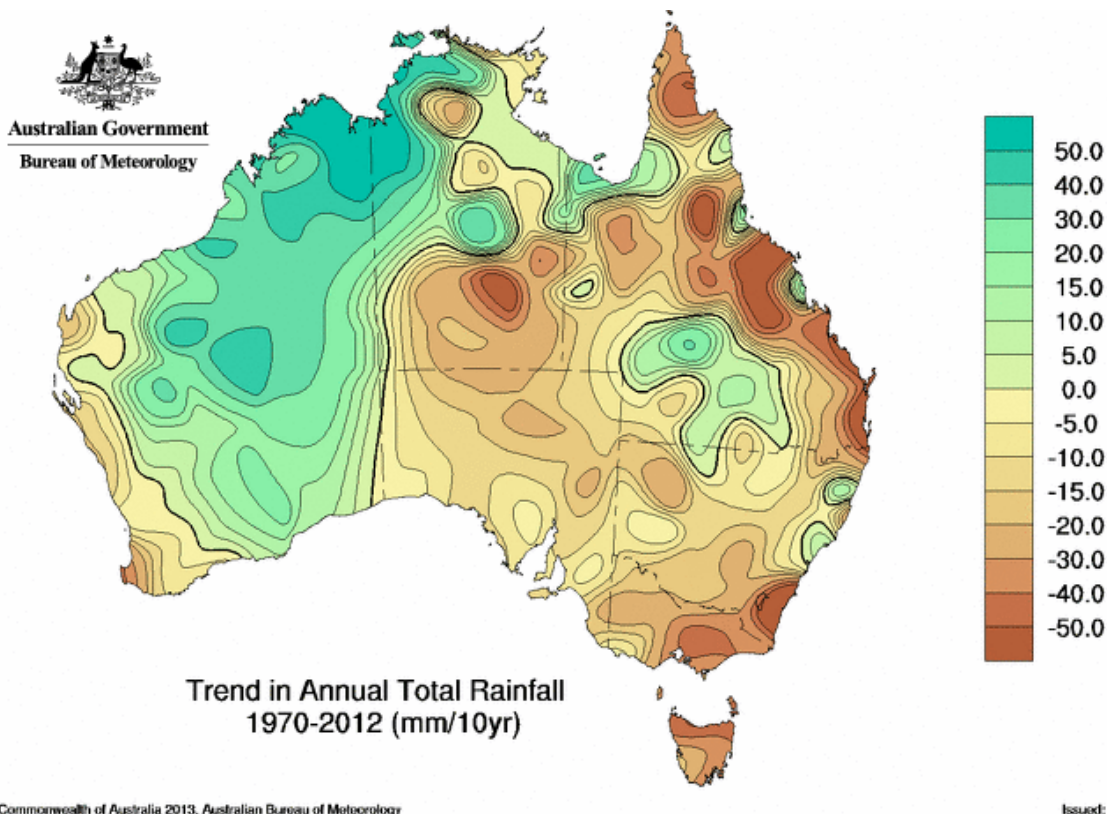 Australian Government
Bureau of Meteorology
50.0
40.0
30.0
20.0
15.0
10.0
5.0
0.0
-5.0
-10.0
-15.0
-20.0
-30.0
-40.0
-50.0
Trend in Annual Total Rainfall
1970-2012 (mm/10yr)
Commonwealth of Australia 2013, Australian Bureau of Meteorology
Issued: